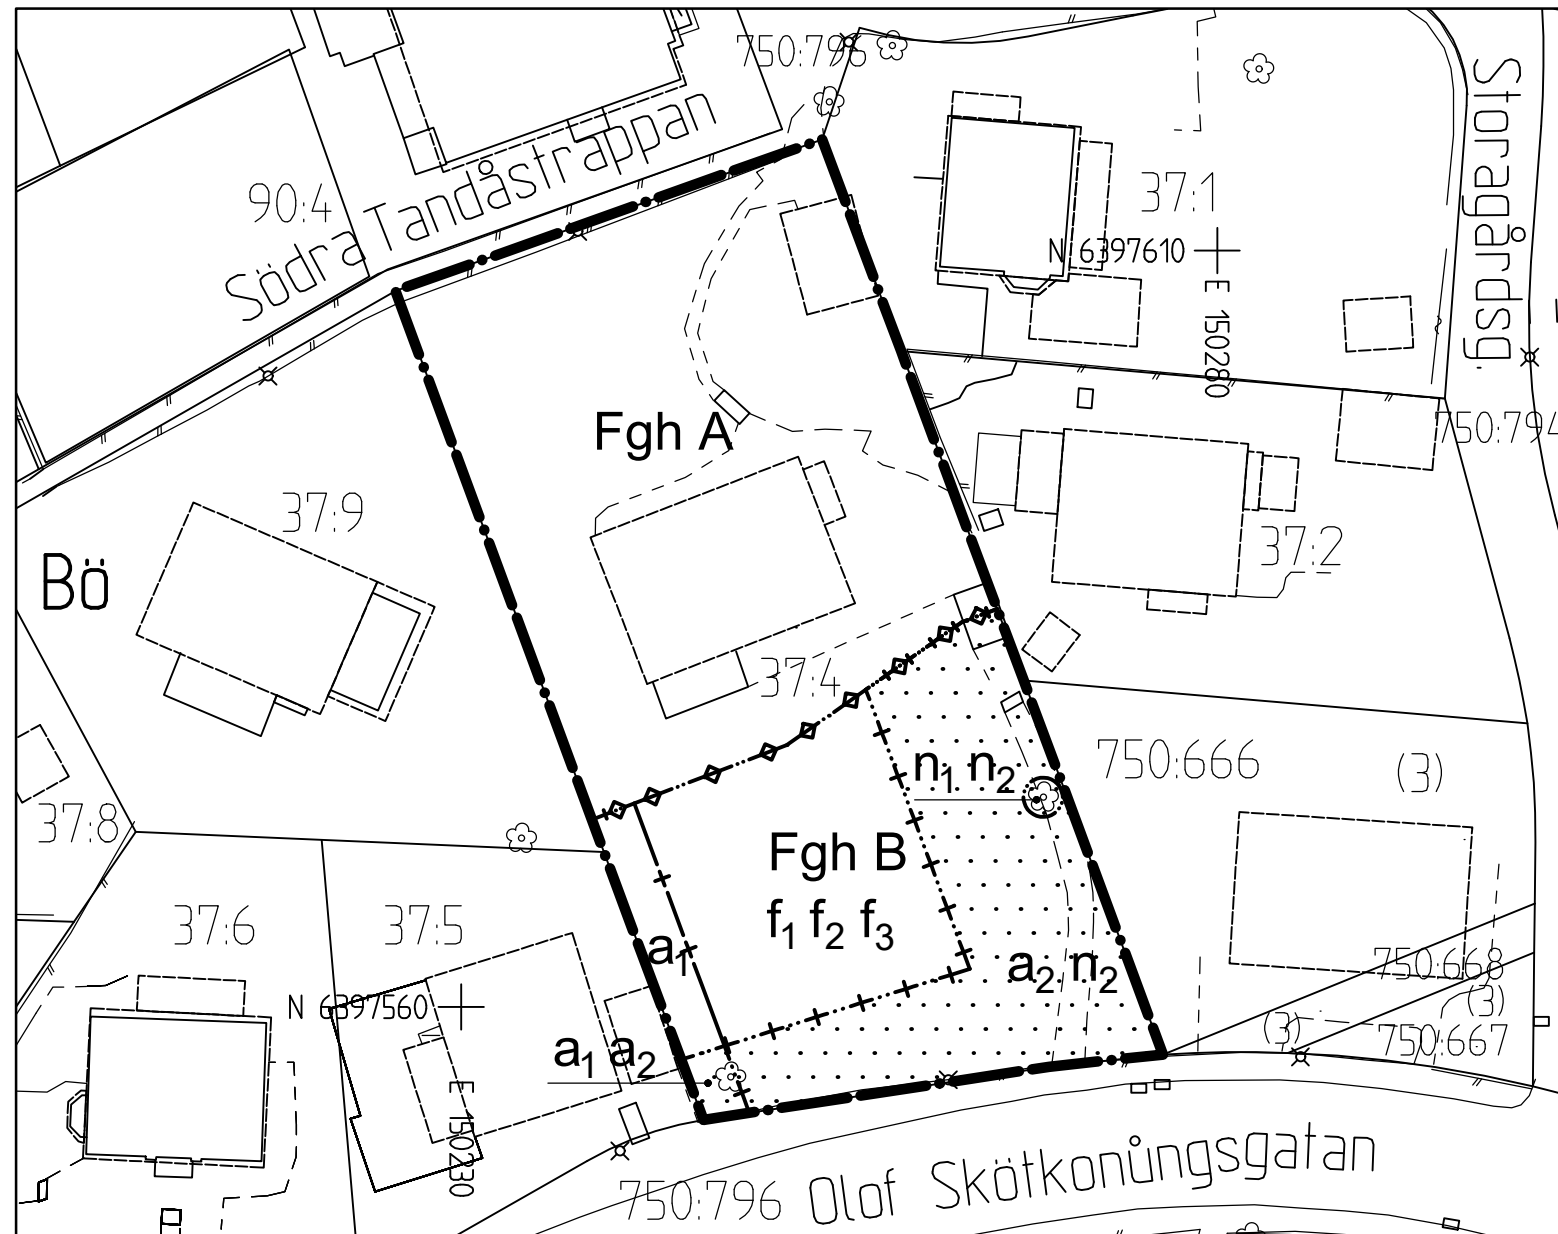 750:796
90:4
Södra Tandåsträppan
37:1
N 6397610
E 150280
Storagårdsg.
Fgh A
750:794
37:9
37:2
Bö
37:4
n1 n2
750:666
(3)
37:8
Fgh B
f1 f2 f3
37:6
37:5
a1
a2 n2
750:668
(3)
N 6397560
(3)
750:667
a1 a2
E 150230
750:796
Olof Skötkonůngsgatan